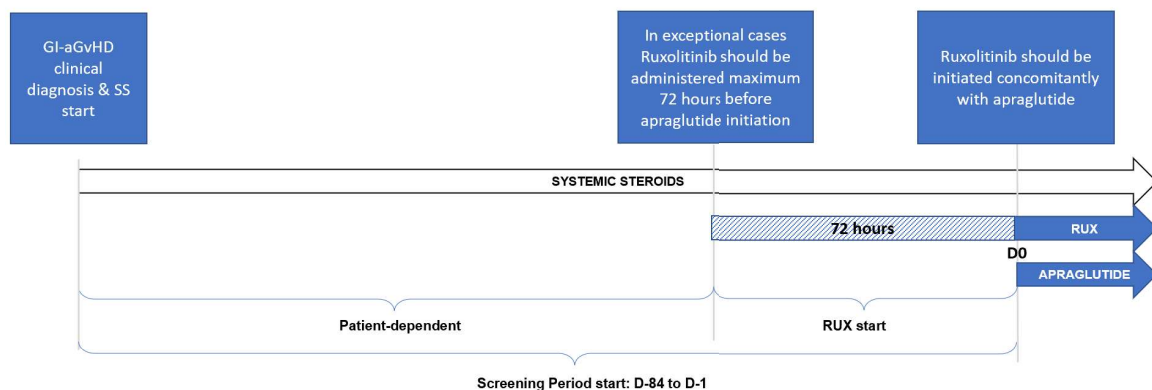 GI-aGvHD
clinical
diagnosis & SS
start
In exceptional cases
Ruxolitinib should be
administered maximum
72 hours before
apraglutide initiation
Ruxolitinib should be
initiated concomitantly
with apraglutide
SYSTEMIC STEROIDS
72 hours
RUX
D0
APRAGLUTIDE
Patient-dependent
RUX start
Screening Period start: D-84 to D-1